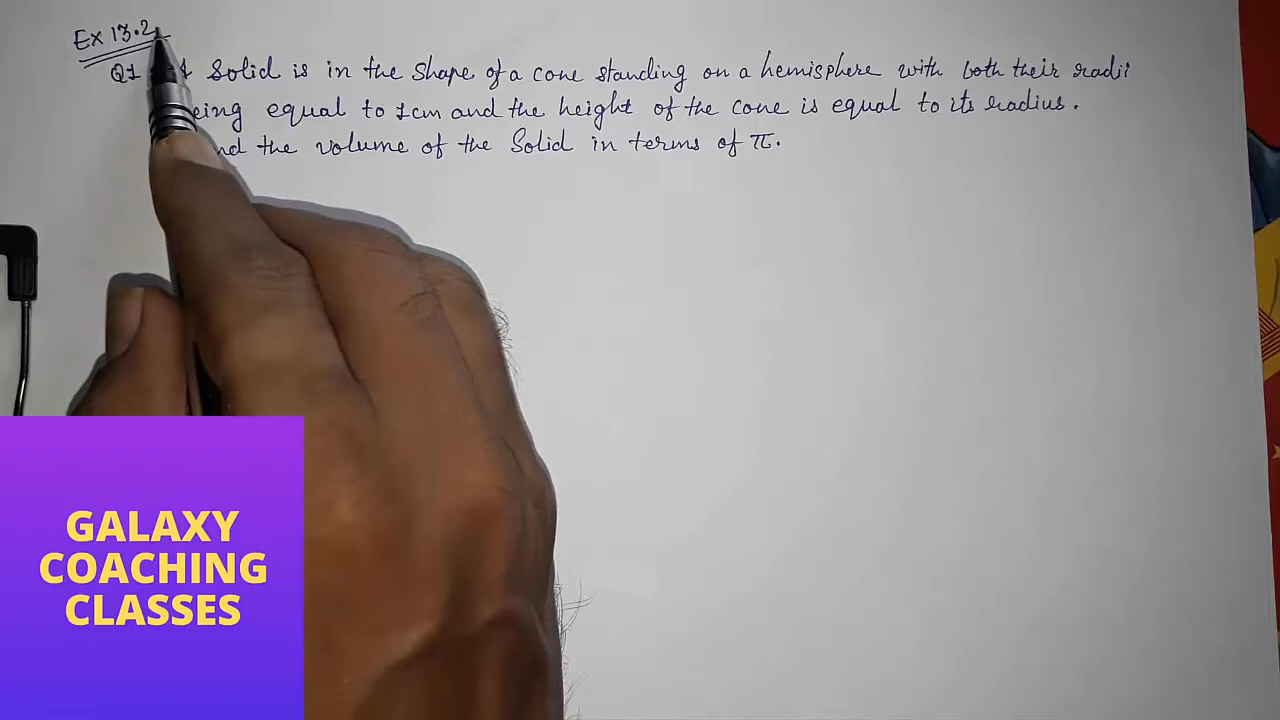 Ex 13.2
Q1 Solid is in the shape of a cone standing on a hemisphere with both their radii
eing equal to 1cm and the height of the cone is equal to its radius.
nd the volume of the Solid in terms of π.
GALAXY
COACHING
CLASSES